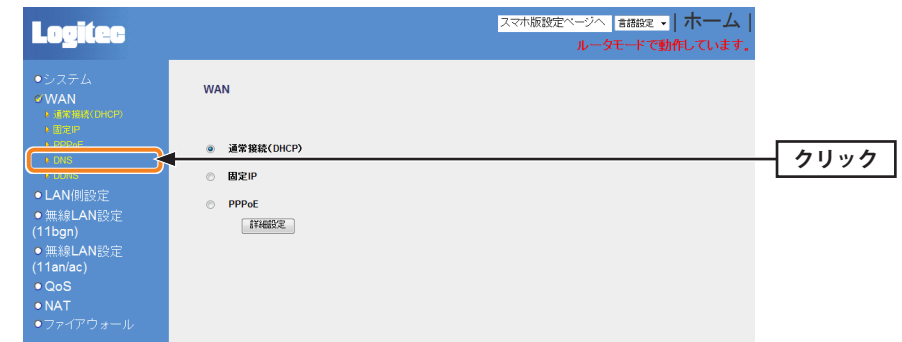 Logitec
スマホ版設定ページへ 言語設定 | ホーム |
ルータモードで動作しています。
システム
WAN
通常接続(DHCP)
固定IP
PPPoE
DNS
DDNS
LAN側設定
無線LAN設定
(11bgn)
無線LAN設定
(11an/ac)
QoS
NAT
ファイアウォール
WAN
通常接続(DHCP)
固定IP
PPPoE
詳細設定
クリック